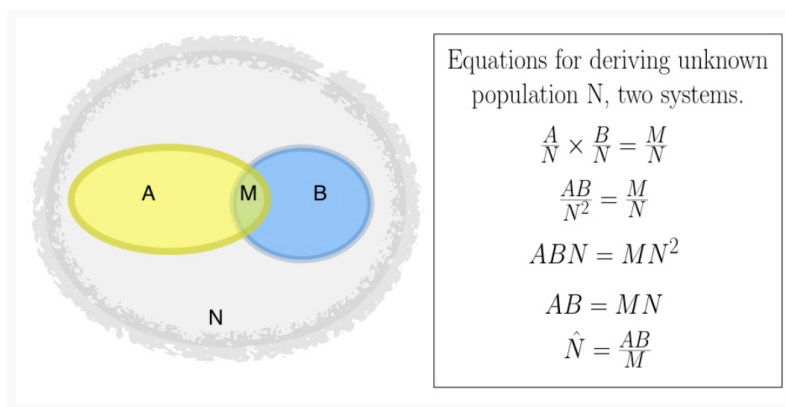 A
M
B
N
Equations for deriving unknown
population N, two systems.
A/N × B/N = M/N
AB/N² = M/N
ABN = MN²
AB = MN
N̂ = AB/M